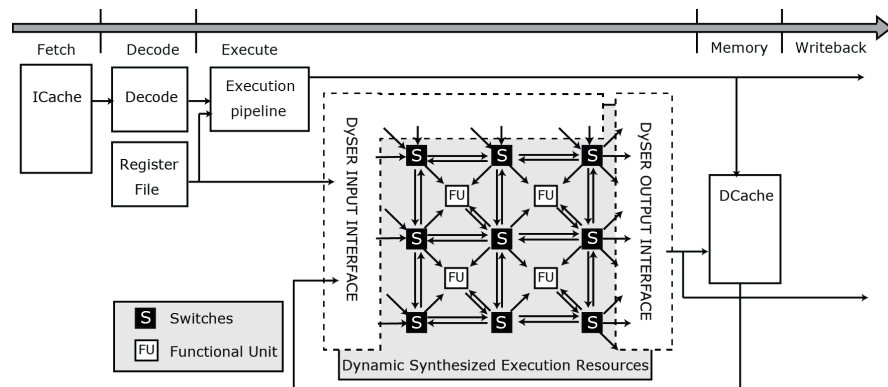 Fetch
Decode
Execute
Memory
Writeback
ICache
Decode
Execution
pipeline
Register
File
DySER INPUT INTERFACE
DySER OUTPUT INTERFACE
DCache
S
S
S
FU
FU
S
S
S
FU
FU
S
S
S
S Switches
FU Functional Unit
Dynamic Synthesized Execution Resources